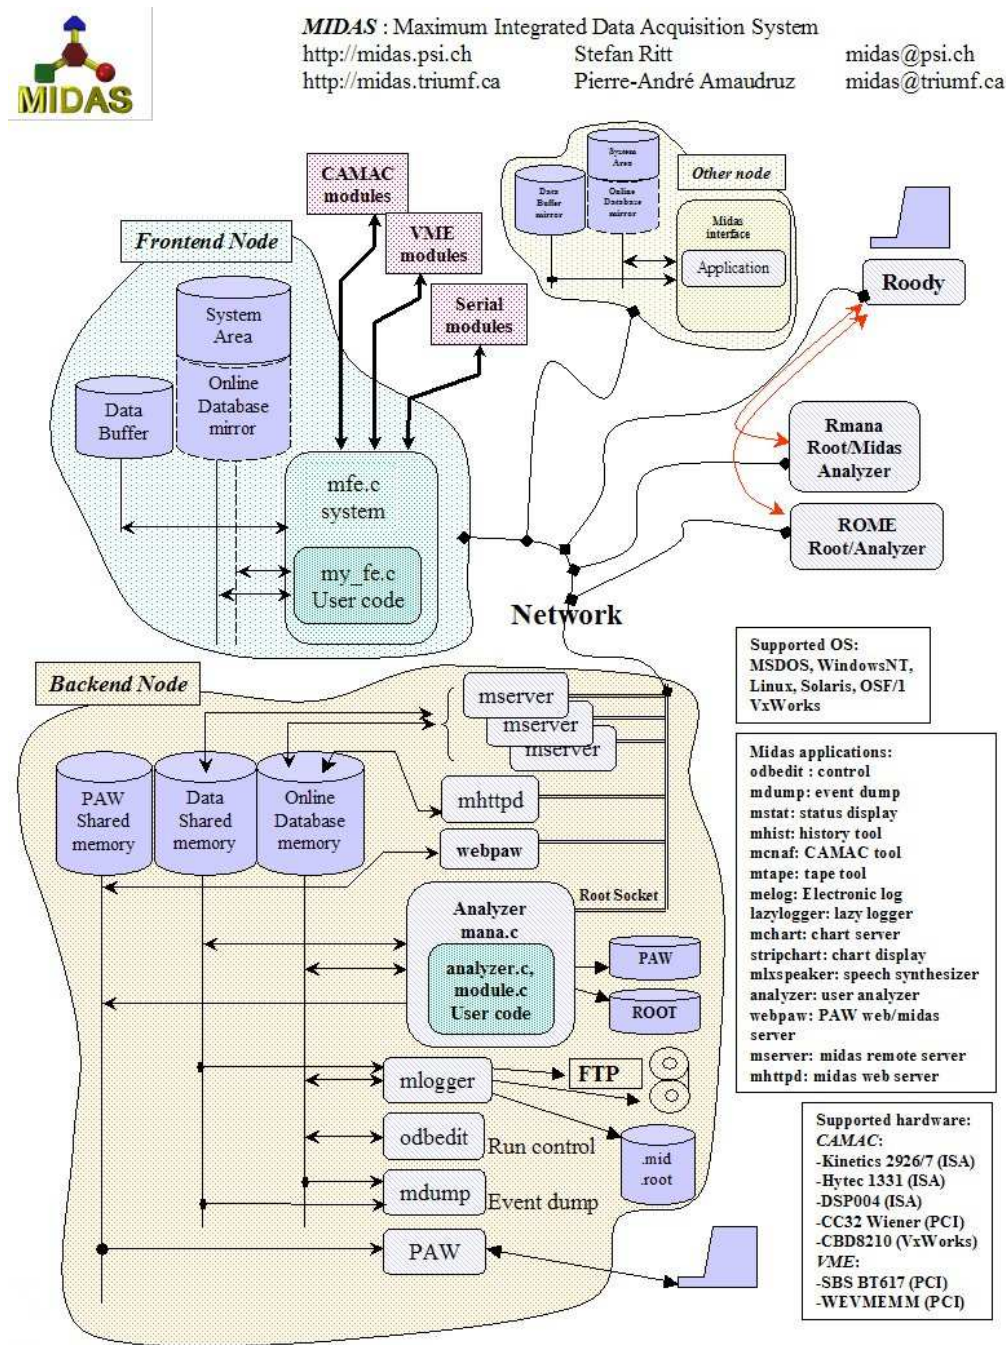 MIDAS
MIDAS : Maximum Integrated Data Acquisition System
http://midas.psi.ch Stefan Ritt midas@psi.ch
http://midas.triumf.ca Pierre-André Amaudruz midas@triumf.ca
CAMAC
modules
VME
modules
Serial
modules
System
Area
Data
Buffer
mirror
Online
Database
mirror
Other node
Midas
interface
Application
Roody
Frontend Node
System
Area
Online
Database
mirror
Data
Buffer
mfe.c
system
my_fe.c
User code
Rmana
Root/Midas
Analyzer
ROME
Root/Analyzer
Network
Backend Node
mserver
mserver
mserver
PAW
Shared
memory
Data
Shared
memory
Online
Database
memory
mhttpd
webpaw
Root Socket
Analyzer
mana.c
analyzer.c,
module.c
User code
PAW
ROOT
mlogger
FTP
odbedit
Run control
.mid
.root
mdump
Event dump
PAW
Supported OS:
MSDOS, WindowsNT,
Linux, Solaris, OSF/1
VxWorks
Midas applications:
odbedit : control
mdump: event dump
mstat: status display
mhist: history tool
mcnaf: CAMAC tool
mtape: tape tool
melog: Electronic log
lazylogger: lazy logger
mchart: chart server
stripchart: chart display
mlxspeaker: speech synthesizer
analyzer: user analyzer
webpaw: PAW web/midas
server
mserver: midas remote server
mhttpd: midas web server
Supported hardware:
CAMAC:
-Kinetics 2926/7 (ISA)
-Hytec 1331 (ISA)
-DSP004 (ISA)
-CC32 Wiener (PCI)
-CBD8210 (VxWorks)
VME:
-SBS BT617 (PCI)
-WEVMEMM (PCI)